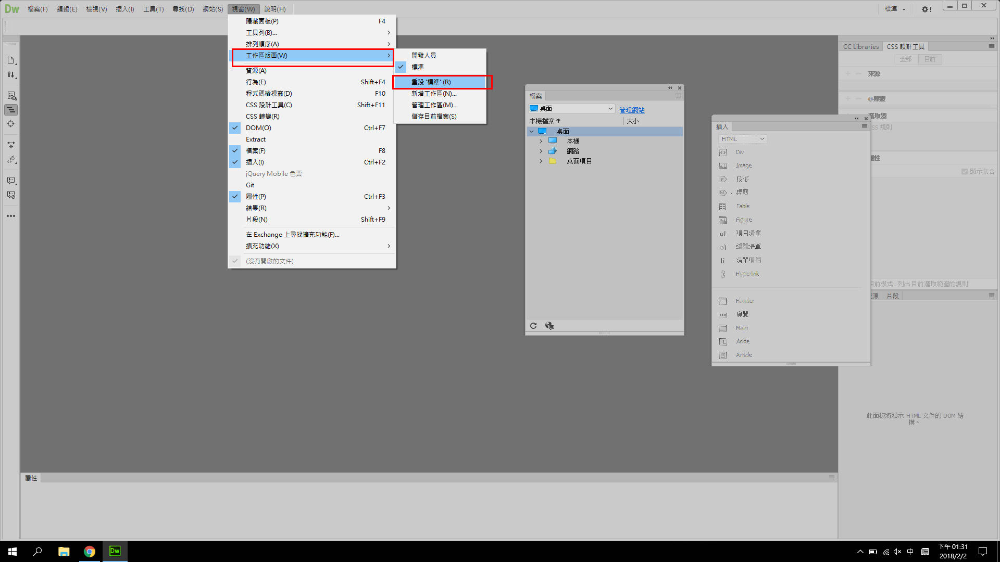 Dw
檔案(F) 編輯(E) 檢視(V) 插入(I) 工具(T) 尋找(D) 網站(S) 視窗(W) 說明(H)
標準
隱藏面板(P) F4
工具列(B)...
排列順序(A)
工作區版面(W)
資源(A)
行為(E) Shift+F4
程式碼檢視窗(D) F10
CSS 設計工具(C) Shift+F11
CSS 轉變(R)
DOM(O) Ctrl+F7
Extract
檔案(F) F8
插入(I) Ctrl+F2
jQuery Mobile 色票
Git
屬性(P) Ctrl+F3
結果(R)
片段(N) Shift+F9
在 Exchange 上尋找擴充功能(F)...
擴充功能(X)
(沒有開啟的文件)
開發人員
標準
重設 '標準' (R)
新增工作區(N)...
管理工作區(M)...
儲存目前檔案(S)
檔案
桌面 管理網站
本機檔案 大小
桌面
本機
網路
桌面項目
插入
HTML
Div
Image
段落
標題
Table
Figure
ul 項目清單
ol 編號清單
li 清單項目
Hyperlink
Header
導覽
Main
Aside
Article
CC Libraries CSS 設計工具
全部 目前
來源
@媒體
選取器
CSS 規則
屬性
顯示集合
目前模式 : 列出目前選取範圍的規則
資源 片段
此面板將顯示 HTML 文件的 DOM 結
構。
屬性
Dw
中
下午 01:31
2018/2/2